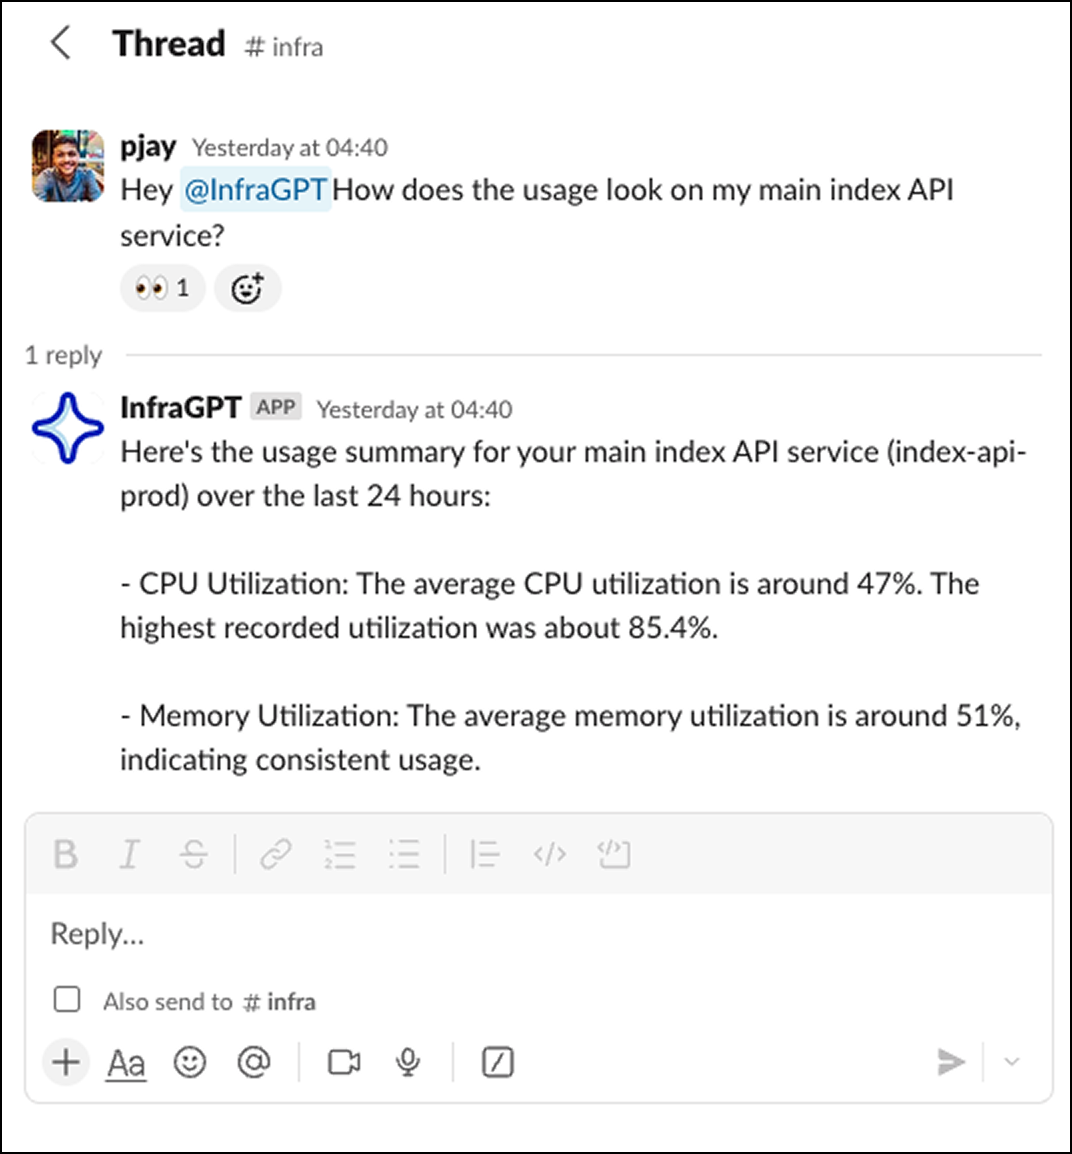 Thread # infra
pjay Yesterday at 04:40
Hey @InfraGPT How does the usage look on my main index API
service?
1
1 reply
InfraGPT APP Yesterday at 04:40
Here's the usage summary for your main index API service (index-api-
prod) over the last 24 hours:
- CPU Utilization: The average CPU utilization is around 47%. The
highest recorded utilization was about 85.4%.
- Memory Utilization: The average memory utilization is around 51%,
indicating consistent usage.
B I S
Reply...
Also send to # infra
Aa